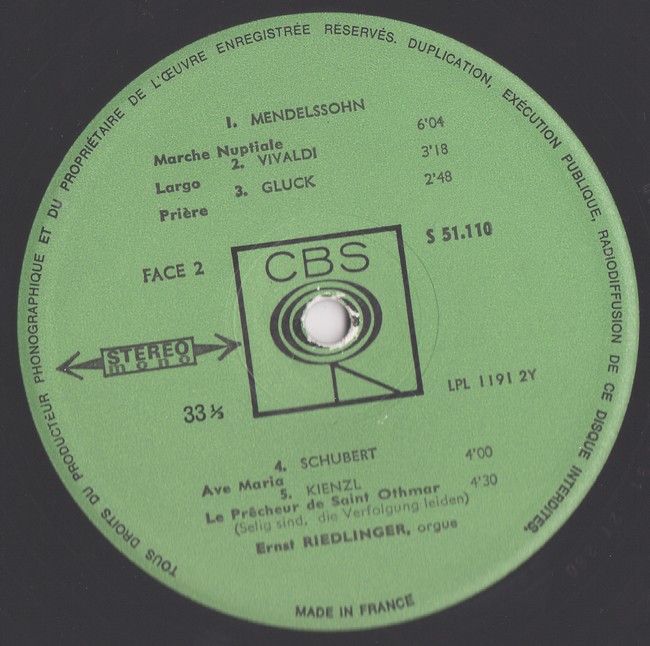 TOUS DROITS DU PRODUCTEUR PHONOGRAPHIQUE ET DU PROPRIÉTAIRE DE L'ŒUVRE ENREGISTRÉE RESERVÉS. DUPLICATION, EXÉCUTION PUBLIQUE, RADIODIFFUSION DE CE DISQUE INTERDITES.
1. MENDELSSOHN
Marche Nuptiale 6'04
2. VIVALDI
Largo 3'18
3. GLUCK
Prière 2'48
S 51.110
FACE 2
CBS
STEREO
mono
LPL 1191 2Y
33 ⅓
4. SCHUBERT
Ave Maria 4'00
5. KIENZL
Le Prêcheur de Saint Othmar 4'30
(Selig sind, die Verfolgung leiden)
Ernst RIEDLINGER, orgue
MADE IN FRANCE